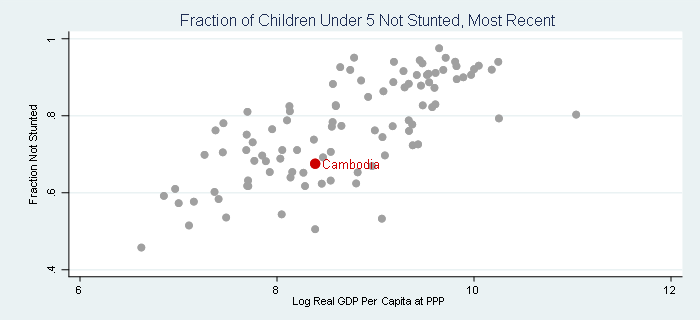 Fraction of Children Under 5 Not Stunted, Most Recent
Fraction Not Stunted
1
.8
.6
.4
Cambodia
6
8
10
12
Log Real GDP Per Capita at PPP